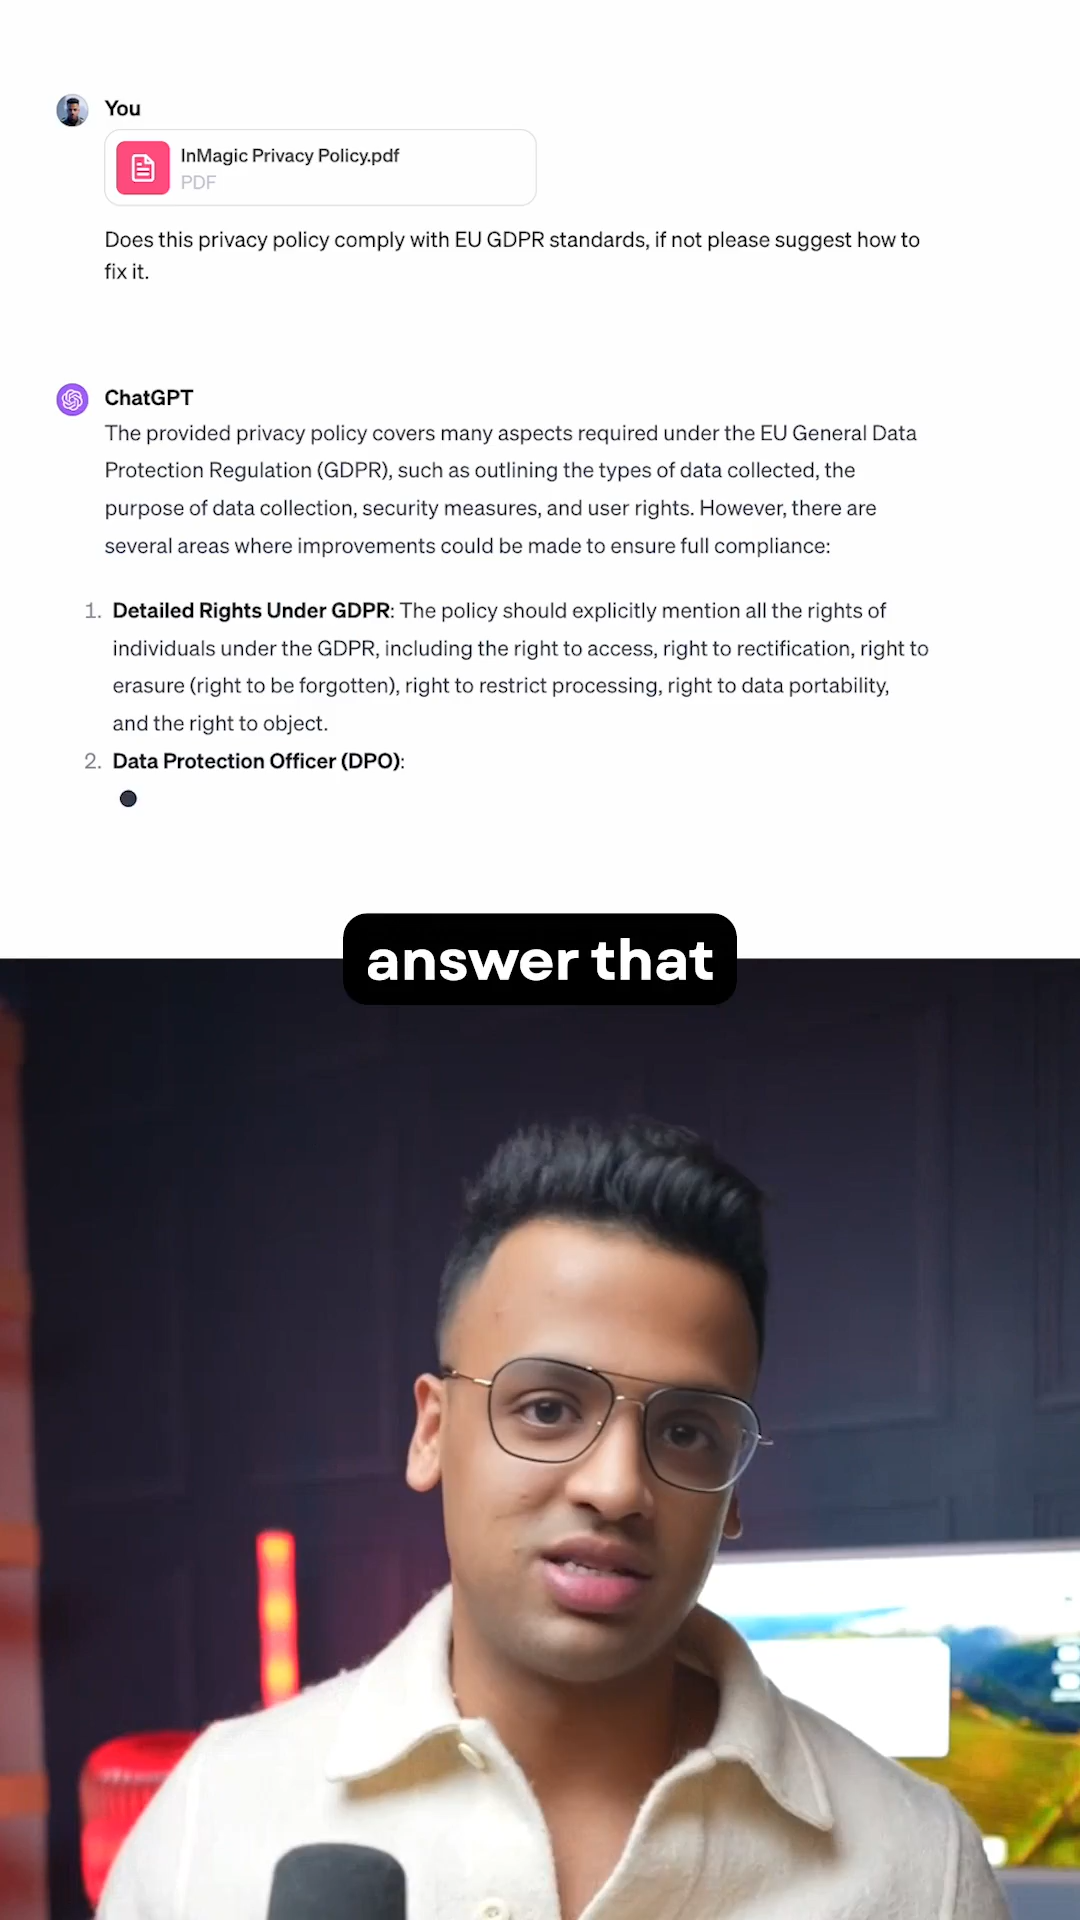 You
InMagic Privacy Policy.pdf
PDF
Does this privacy policy comply with EU GDPR standards, if not please suggest how to
fix it.
ChatGPT
The provided privacy policy covers many aspects required under the EU General Data
Protection Regulation (GDPR), such as outlining the types of data collected, the
purpose of data collection, security measures, and user rights. However, there are
several areas where improvements could be made to ensure full compliance:
1. Detailed Rights Under GDPR: The policy should explicitly mention all the rights of
individuals under the GDPR, including the right to access, right to rectification, right to
erasure (right to be forgotten), right to restrict processing, right to data portability,
and the right to object.
2. Data Protection Officer (DPO):
answer that